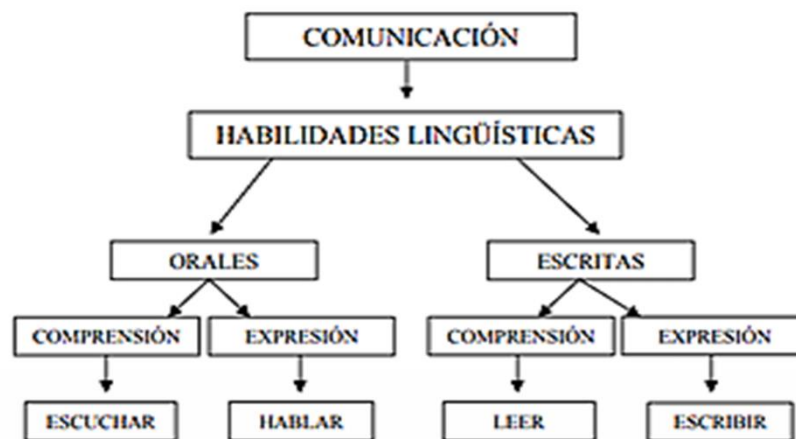 COMUNICACIÓN
HABILIDADES LINGÜÍSTICAS
ORALES
ESCRITAS
COMPRENSIÓN
EXPRESIÓN
COMPRENSIÓN
EXPRESIÓN
ESCUCHAR
HABLAR
LEER
ESCRIBIR